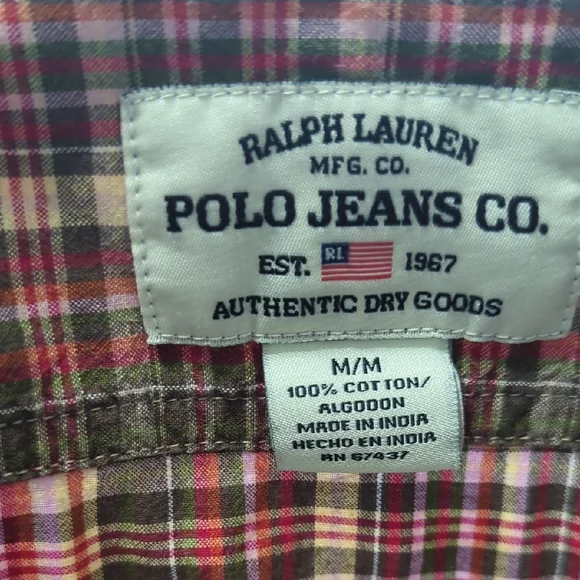 RALPH LAUREN
MFG. CO.
POLO JEANS CO.
EST. RL 1967
AUTHENTIC DRY GOODS
M/M
100% COTTON/
ALGODON
MADE IN INDIA
HECHO EN INDIA
RN 67437